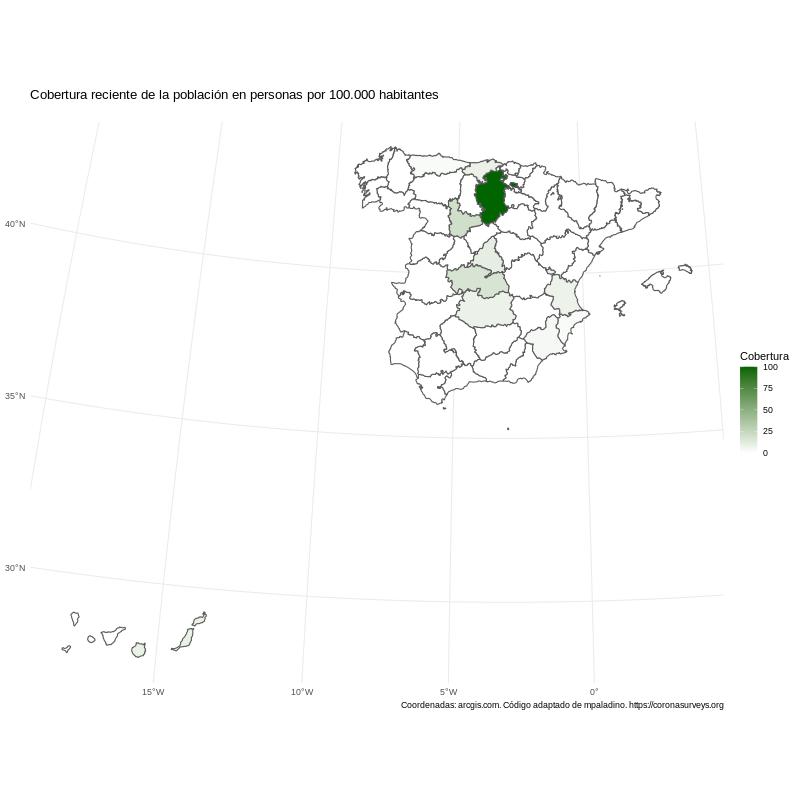 Cobertura reciente de la población en personas por 100.000 habitantes
40°N
35°N
30°N
15°W
10°W
5°W
0°
Cobertura
100
75
50
25
0
Coordenadas: arcgis.com. Código adaptado de mpaladino. https://coronasurveys.org